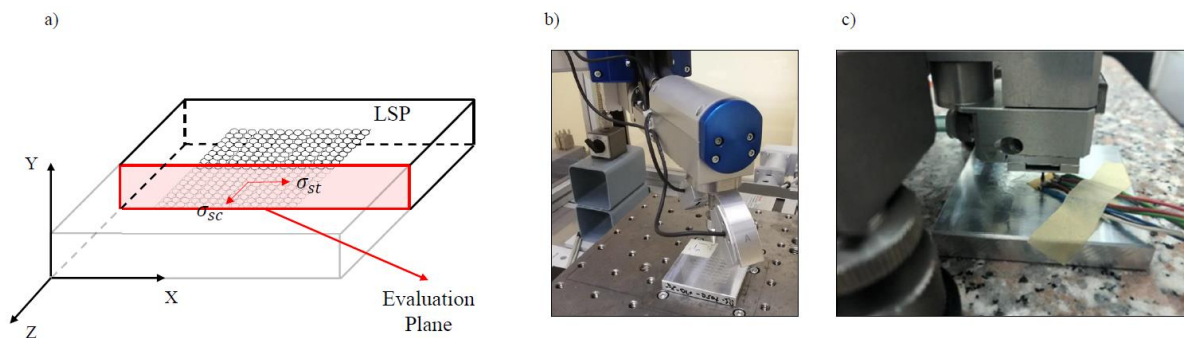 a)
b)
c)
LSP
Y
σst
σsc
X
Evaluation
Plane
Z